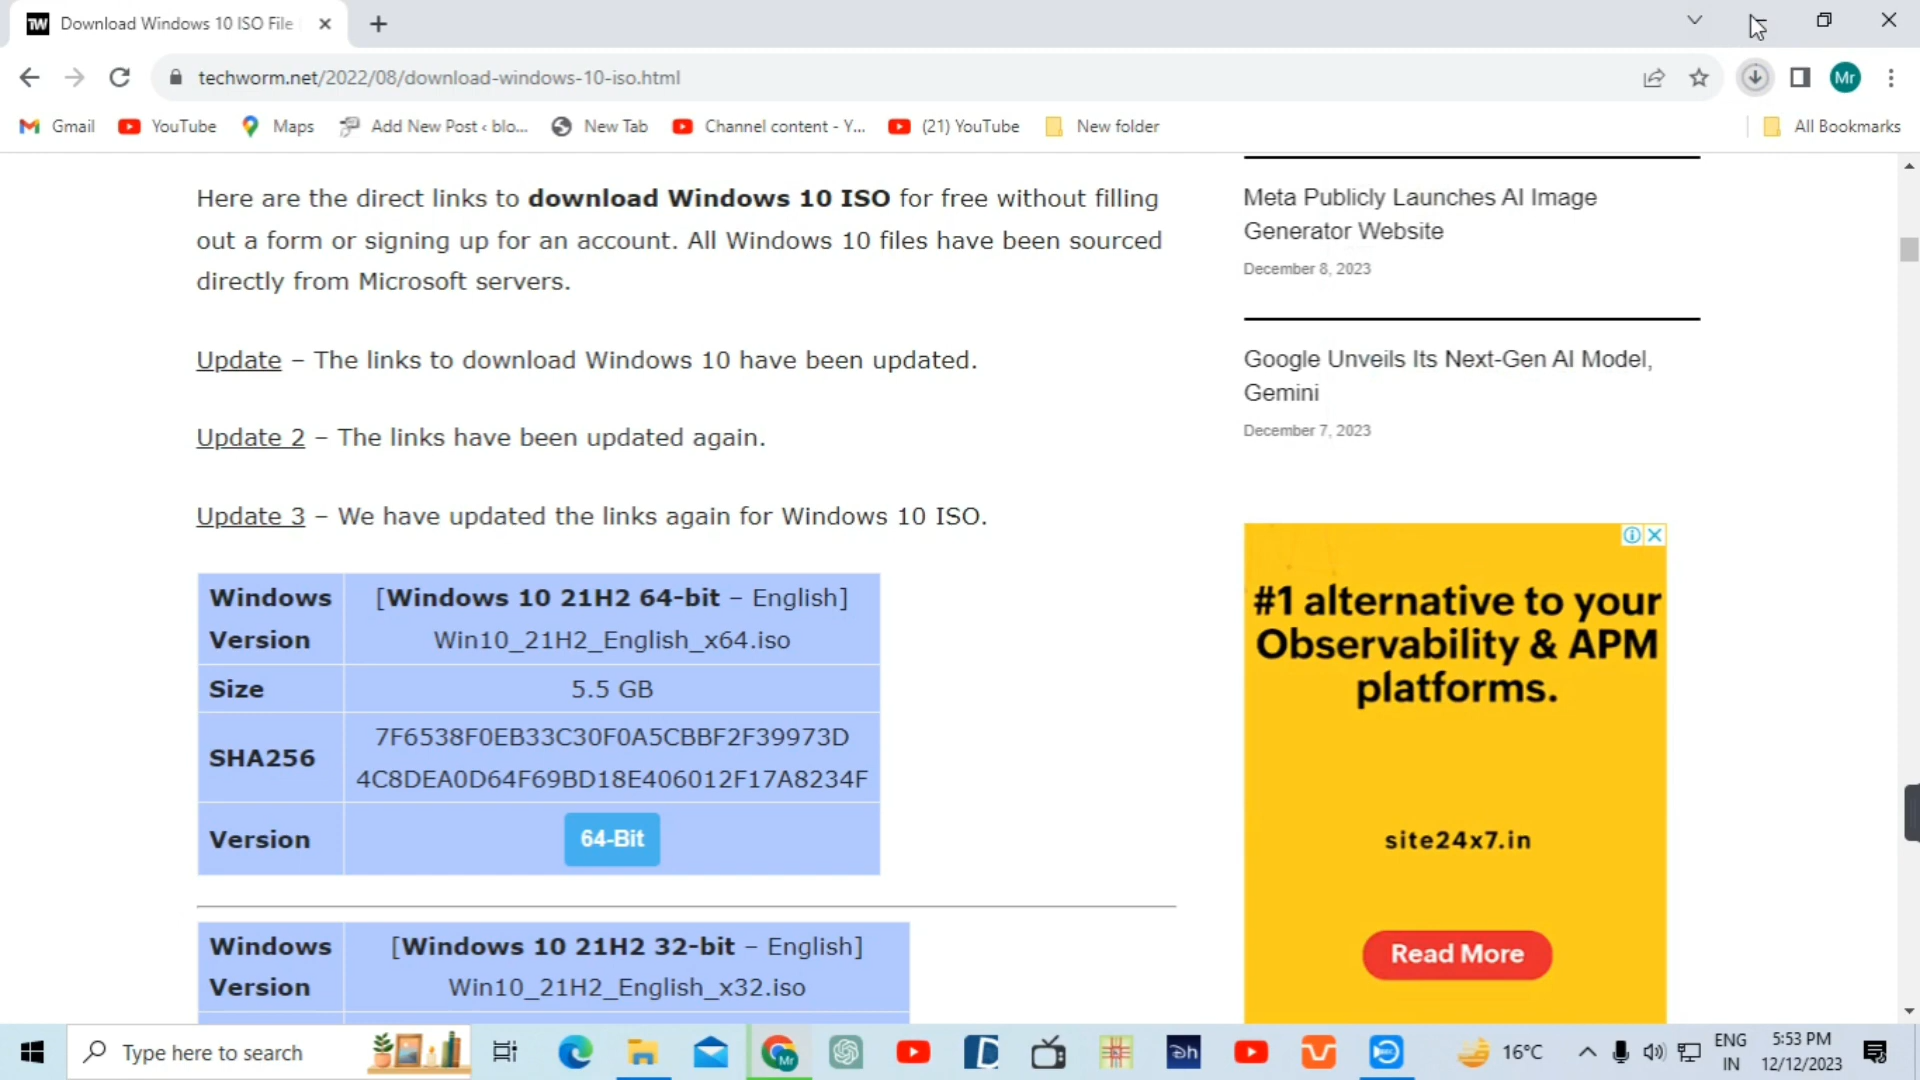 Download Windows 10 ISO File
techworm.net/2022/08/download-windows-10-iso.html
Mr
Gmail
YouTube
Maps
Add New Post ‹ blo...
New Tab
Channel content - Y...
(21) YouTube
New folder
All Bookmarks
Here are the direct links to download Windows 10 ISO for free without filling
out a form or signing up for an account. All Windows 10 files have been sourced
directly from Microsoft servers.
Update – The links to download Windows 10 have been updated.
Update 2 – The links have been updated again.
Update 3 – We have updated the links again for Windows 10 ISO.
Windows Version
[Windows 10 21H2 64-bit – English]
Win10_21H2_English_x64.iso
Size
5.5 GB
SHA256
7F6538F0EB33C30F0A5CBBF2F39973D
4C8DEA0D64F69BD18E406012F17A8234F
Version
64-Bit
Windows Version
[Windows 10 21H2 32-bit – English]
Win10_21H2_English_x32.iso
Meta Publicly Launches AI Image
Generator Website
December 8, 2023
Google Unveils Its Next-Gen AI Model,
Gemini
December 7, 2023
#1 alternative to your
Observability & APM
platforms.
site24x7.in
Read More
Type here to search
Mr
16°C
ENG
IN
5:53 PM
12/12/2023